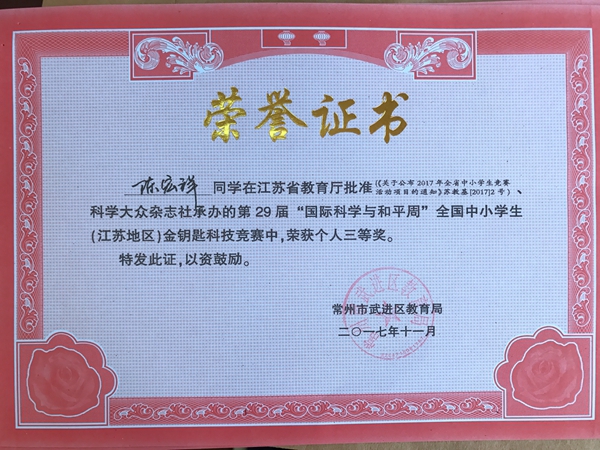 荣誉证书
陈宏祥 同学在江苏省教育厅批准(《关于公布2017年全省中小学生竞赛活动项目的通知》苏教基[2017]2号)、
科学大众杂志社承办的第29届“国际科学与和平周”全国中小学生
(江苏地区)金钥匙科技竞赛中,荣获个人三等奖。
特发此证,以资鼓励。
常州市武进区教育局
二〇一七年十一月